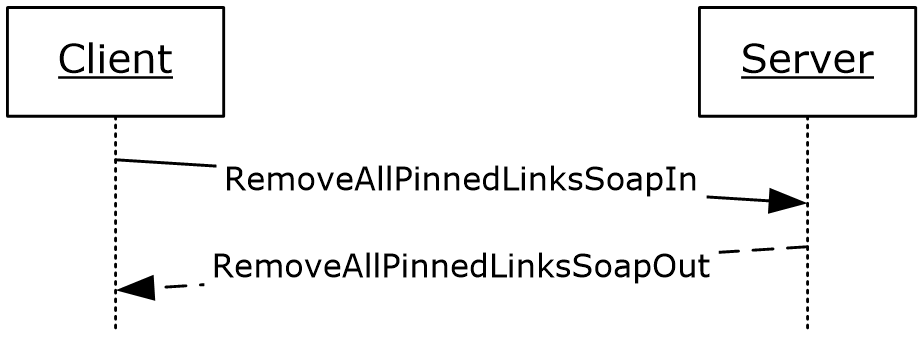 Client
Server
RemoveAllPinnedLinksSoapIn
RemoveAllPinnedLinksSoapOut